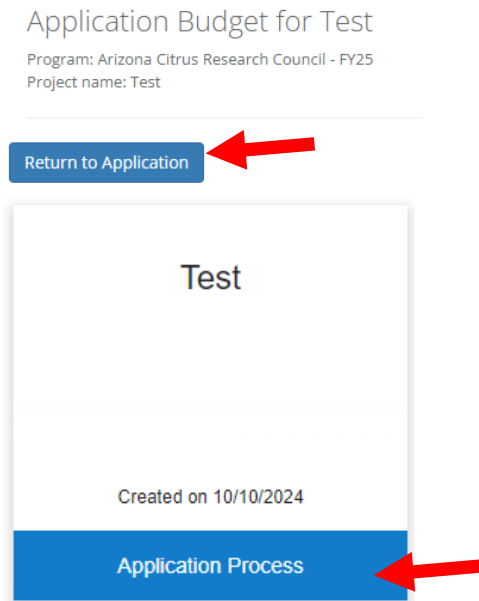 Application Budget for Test
Program: Arizona Citrus Research Council - FY25
Project name: Test
Return to Application
Test
Created on 10/10/2024
Application Process